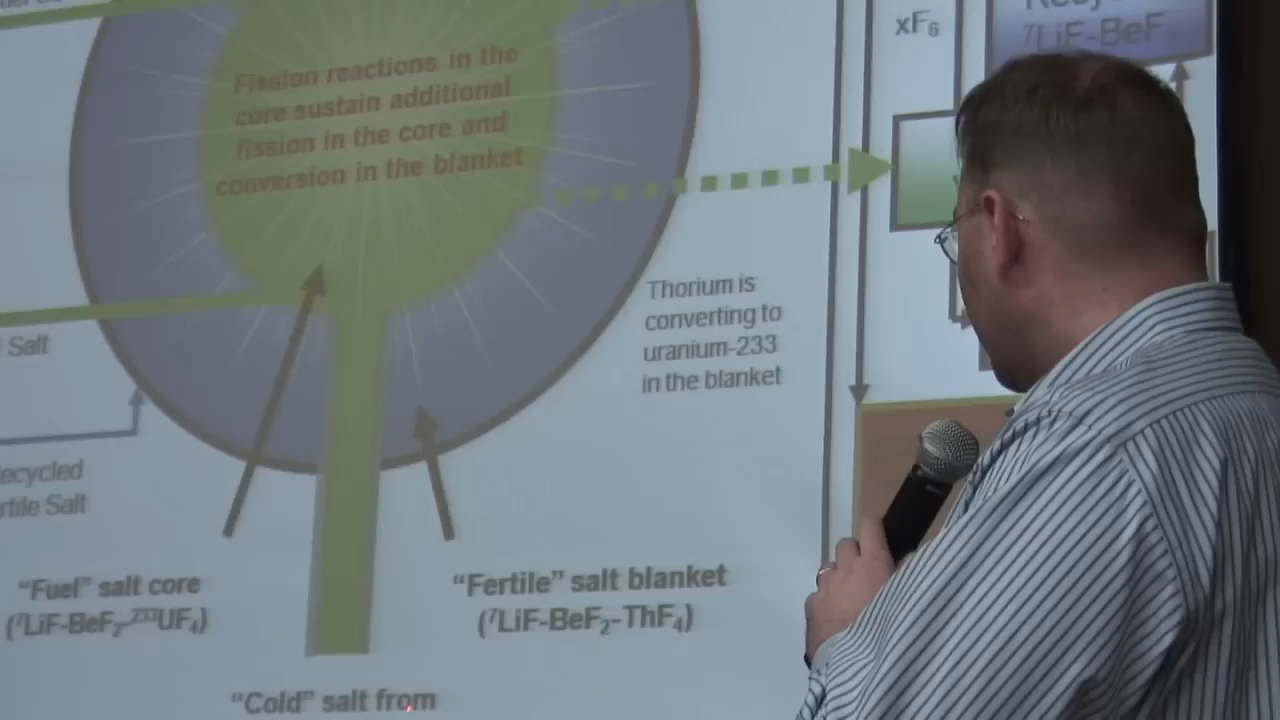 xF₆
⁷LiF-BeF
Fission reactions in the
core sustain additional
fission in the core and
conversion in the blanket
Thorium is
converting to
uranium-233
in the blanket
Salt
ecycled
rtile Salt
“Fuel” salt core
(⁷LiF-BeF₂-²³³UF₄)
“Fertile” salt blanket
(⁷LiF-BeF₂-ThF₄)
“Cold” salt from